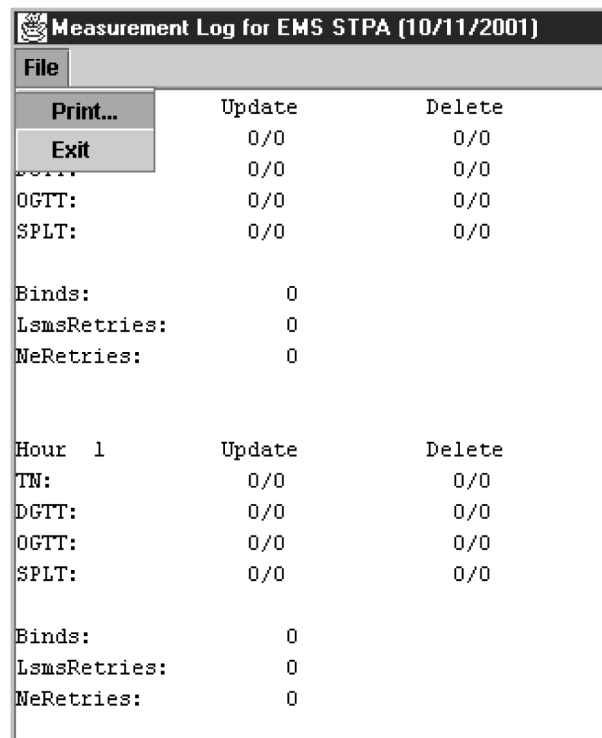 Measurement Log for EMS STPA (10/11/2001)
File
Print... Update Delete
Exit 0/0 0/0
0/0 0/0
OGTT: 0/0 0/0
SPLT: 0/0 0/0
Binds: 0
LsmsRetries: 0
NeRetries: 0
Hour 1 Update Delete
TN: 0/0 0/0
DGTT: 0/0 0/0
OGTT: 0/0 0/0
SPLT: 0/0 0/0
Binds: 0
LsmsRetries: 0
NeRetries: 0